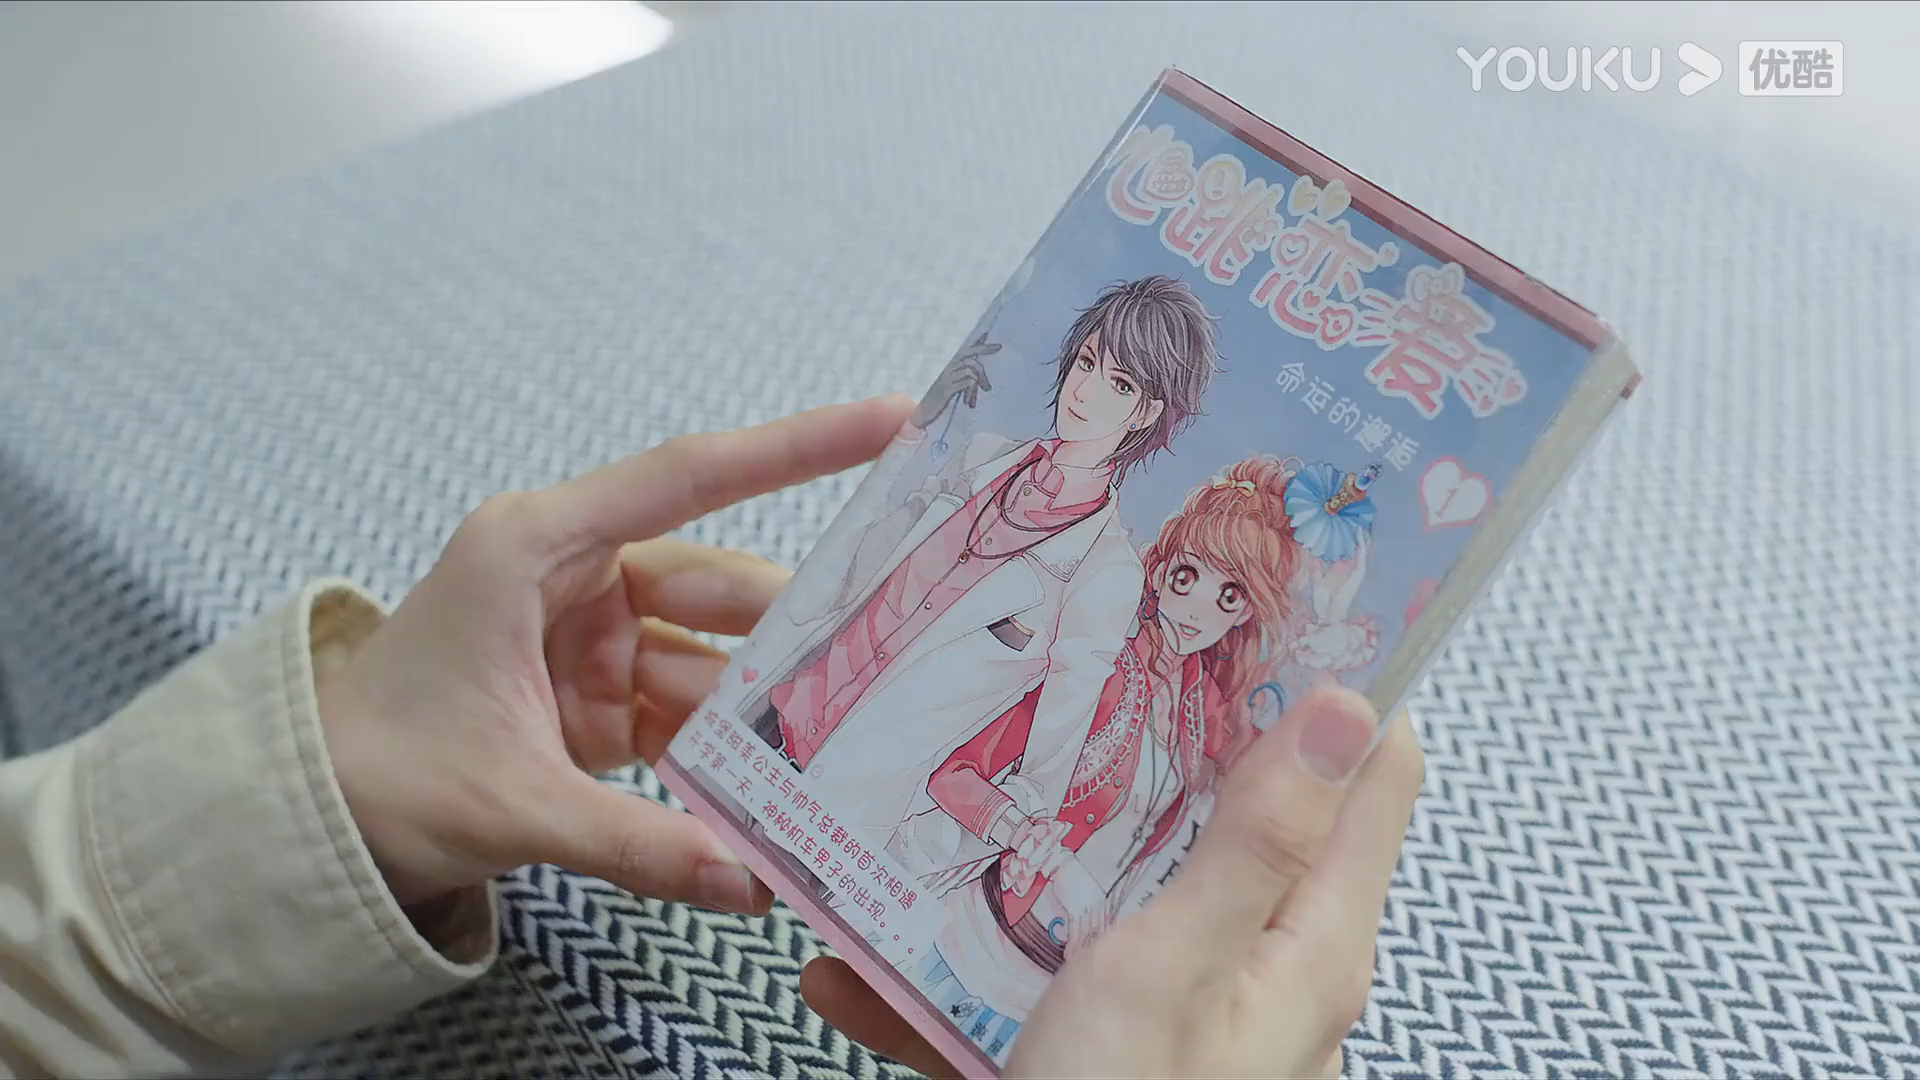 YOUKU 优酷
心跳恋爱
命运的邂逅
1
城堡甜美公主与帅气总裁的首次相遇
开学第一天，神秘机车男子的出现。。。